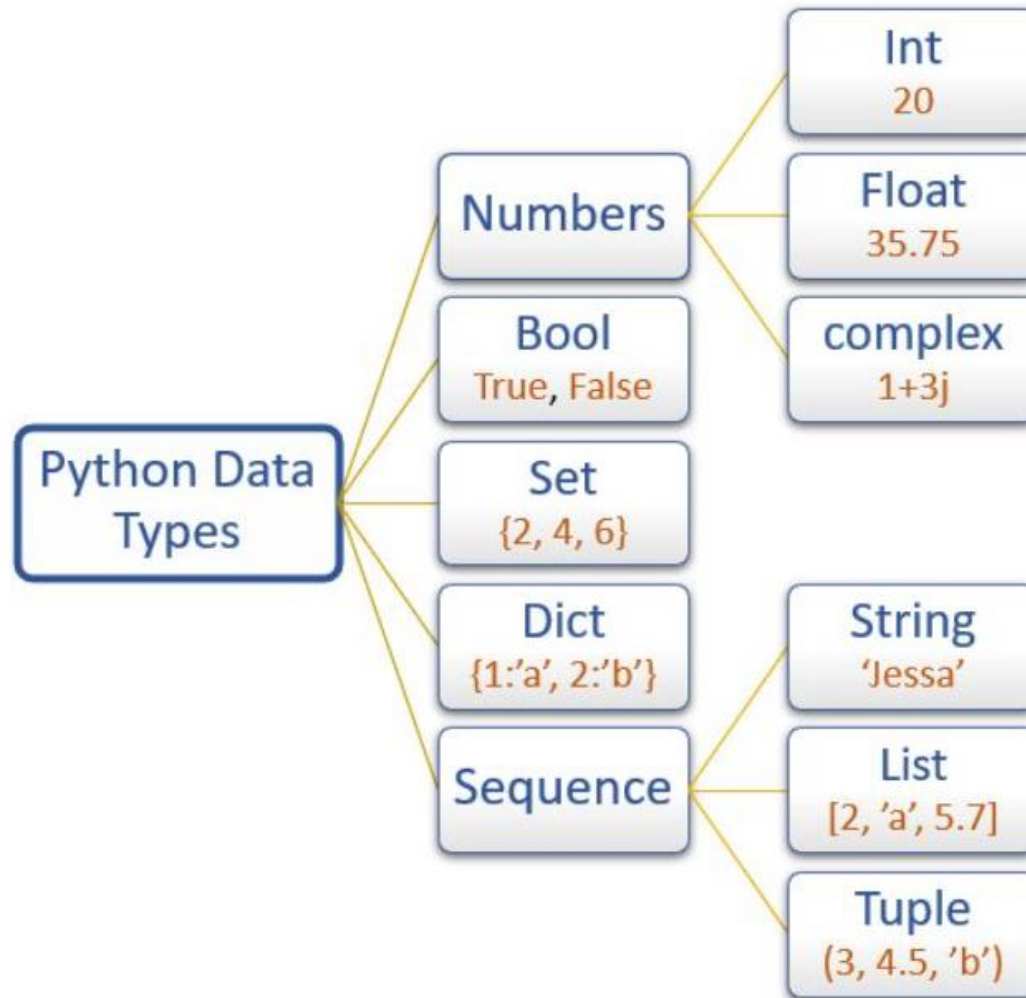 Python Data
Types
Numbers
Int
20
Float
35.75
complex
1+3j
Bool
True, False
Set
{2, 4, 6}
Dict
{1:’a’, 2:’b’}
Sequence
String
‘Jessa’
List
[2, ’a’, 5.7]
Tuple
(3, 4.5, ’b’)